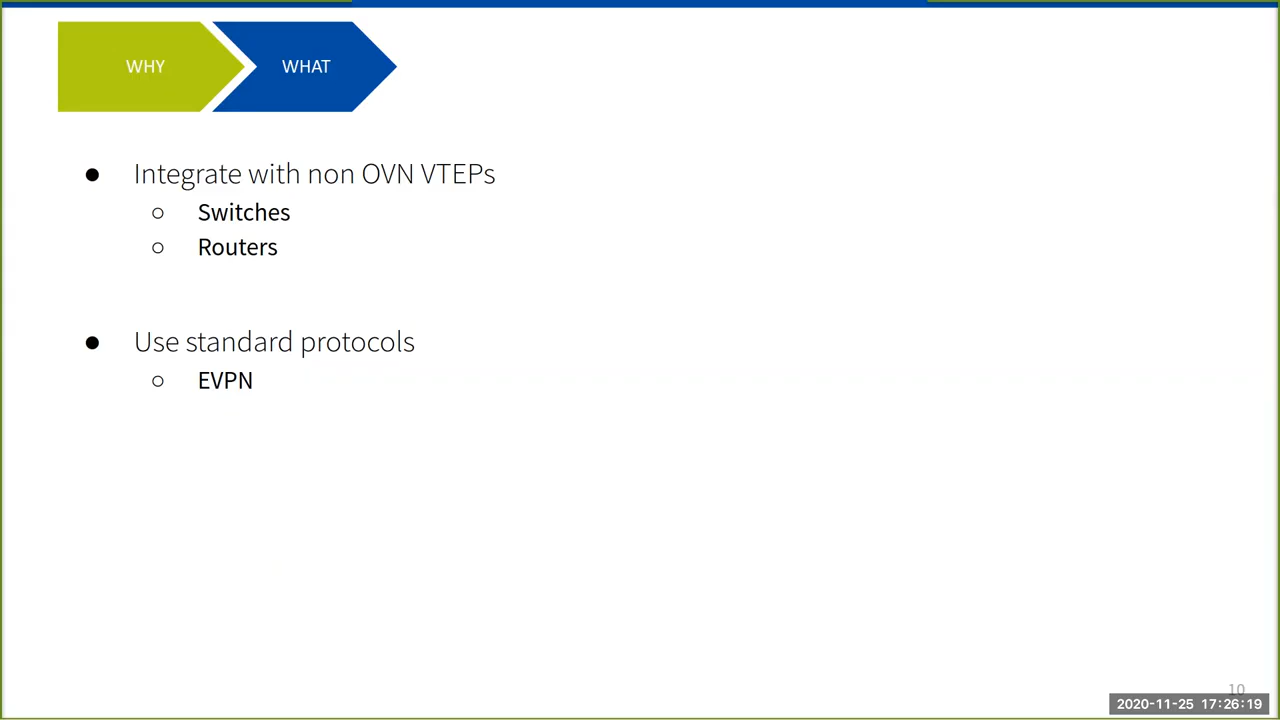 WHY
WHAT
● Integrate with non OVN VTEPs
○ Switches
○ Routers
● Use standard protocols
○ EVPN
10
2020-11-25 17:26:19